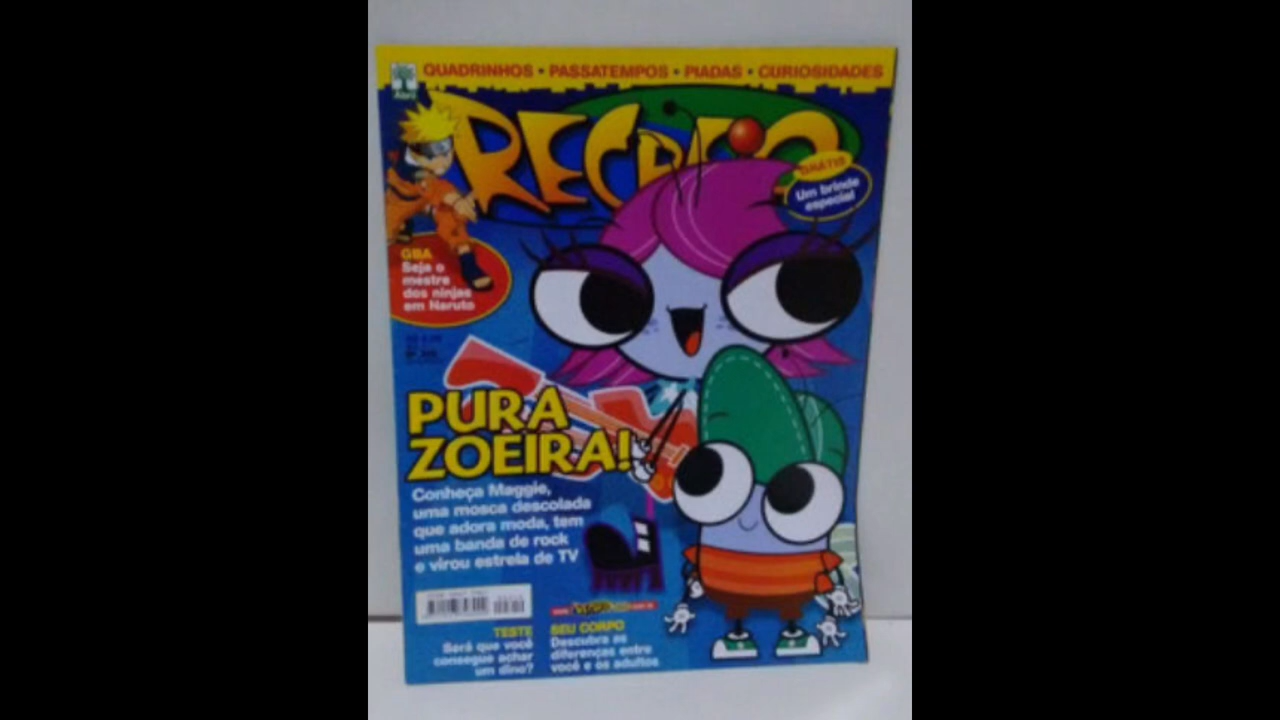 QUADRINHOS • PASSATEMPOS • PIADAS • CURIOSIDADES
Abril
RECREIO
GRÁTIS
Um brinde
especial
GBA
Seja o
mestre
dos ninjas
em Naruto
PURA
ZOEIRA!
Conheça Maggie,
uma mosca descolada
que adora moda, tem
uma banda de rock
e virou estrela de TV
TESTE
Será que você
consegue achar
um dino?
SEU CORPO
Descubra as
diferenças entre
você e os adultos